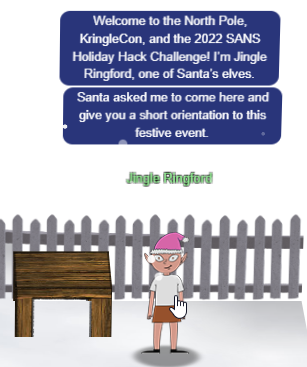 Welcome to the North Pole,
KringleCon, and the 2022 SANS
Holiday Hack Challenge! I'm Jingle
Ringford, one of Santa's elves.
Santa asked me to come here and
give you a short orientation to this
festive event.
Jingle Ringford